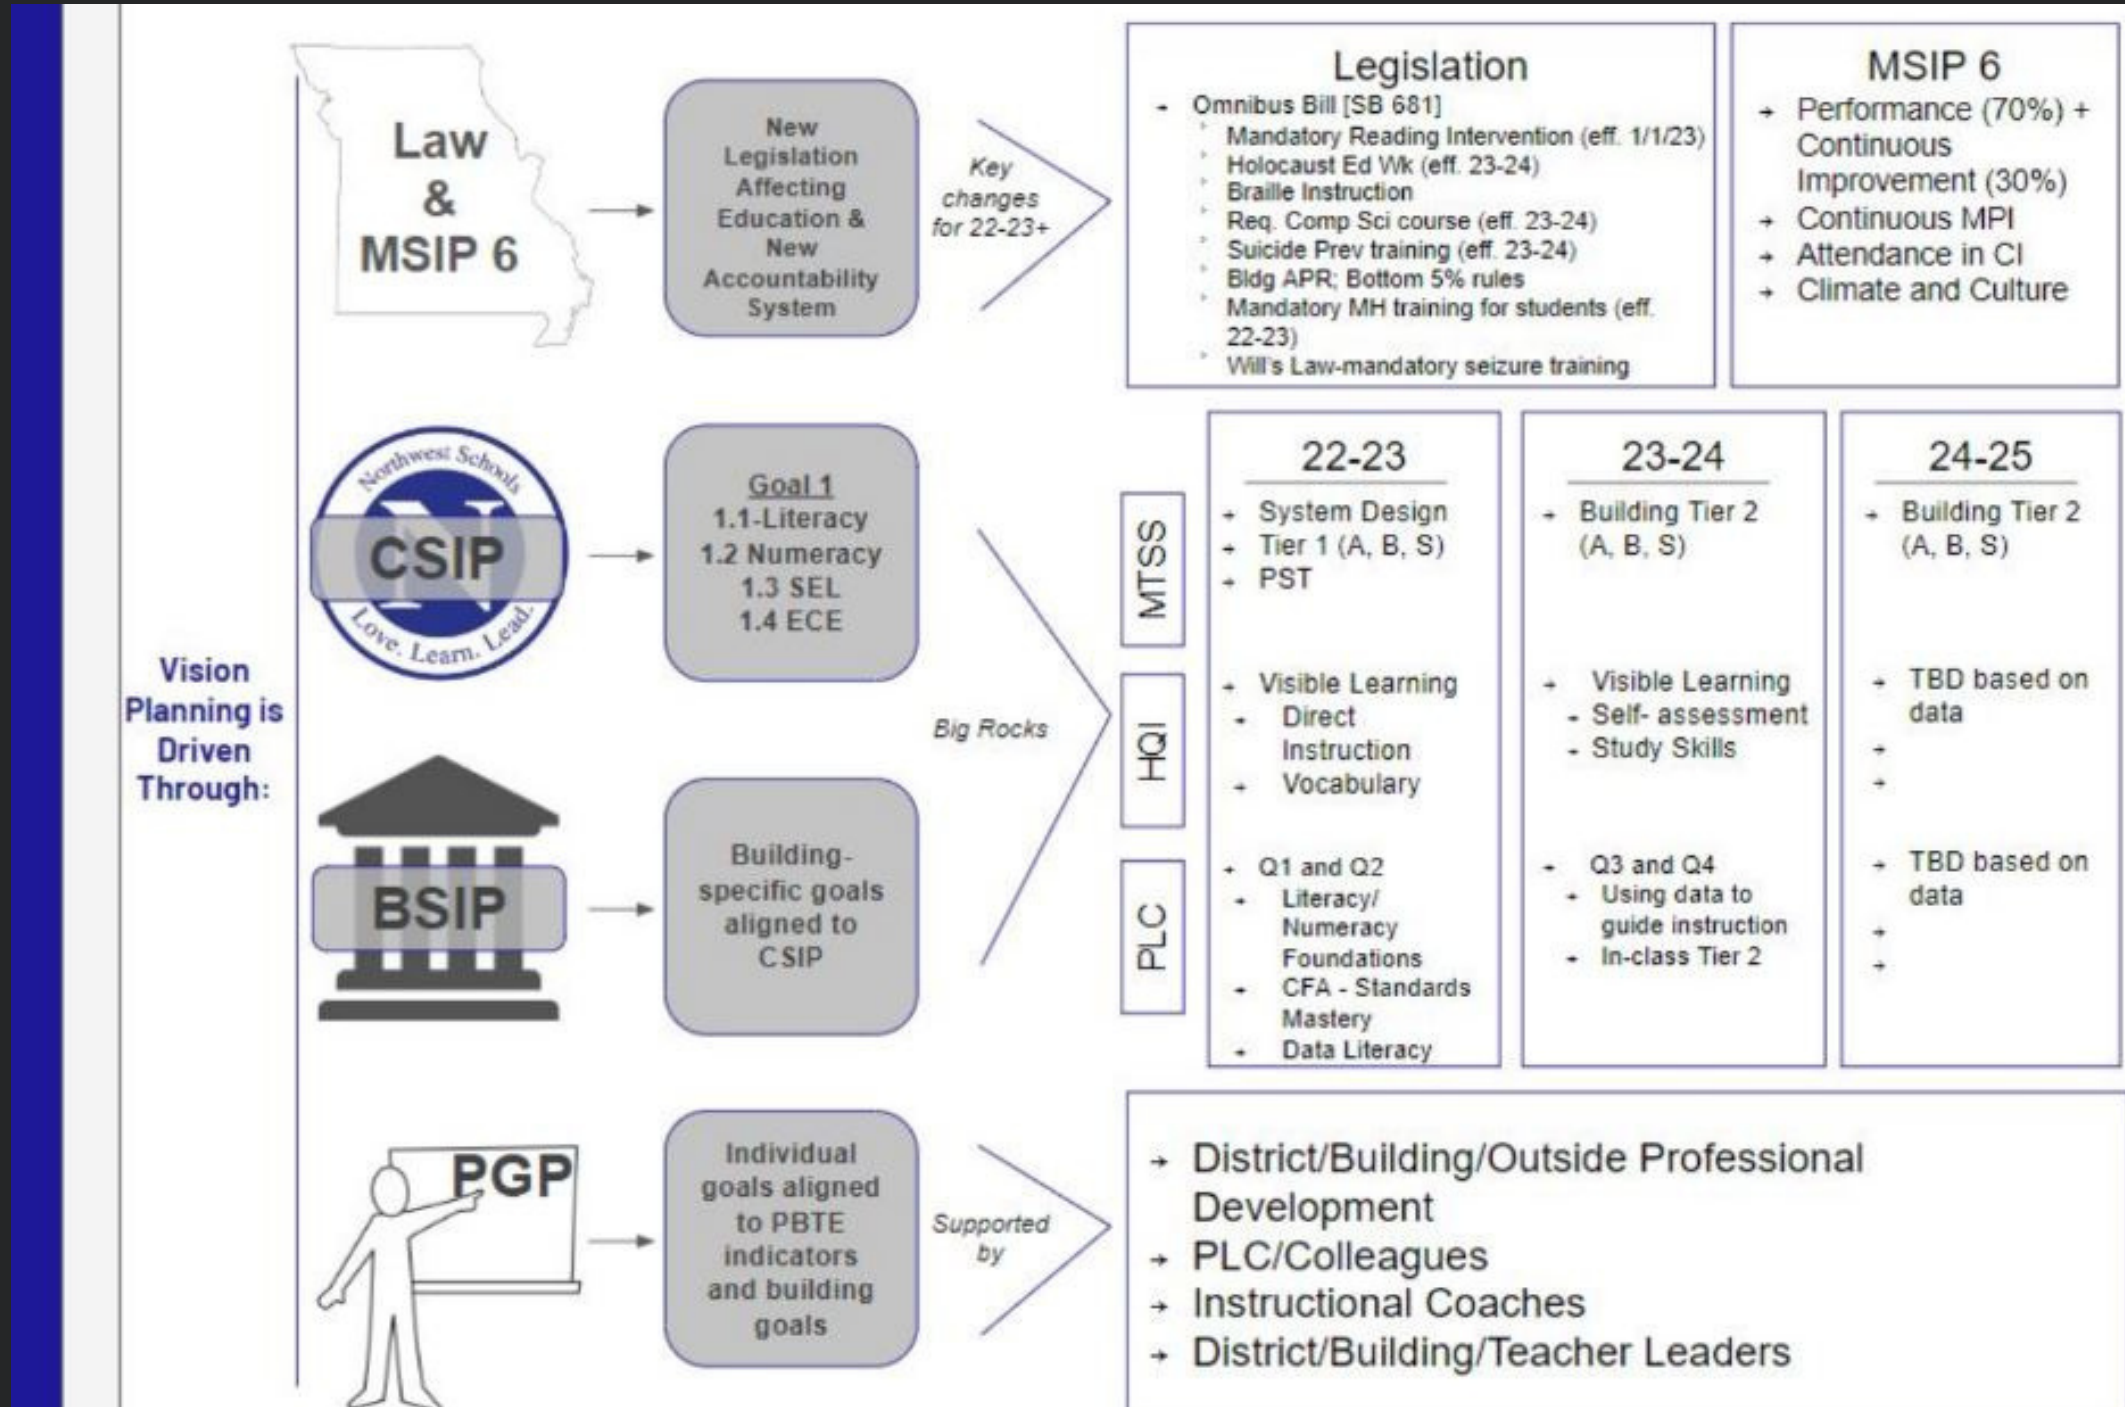 Vision
Planning is
Driven
Through:
Law
&
MSIP 6
New
Legislation
Affecting
Education &
New
Accountability
System
Key
changes
for 22-23+
Legislation
Omnibus Bill [SB 681]
Mandatory Reading Intervention (eff. 1/1/23)
Holocaust Ed Wk (eff. 23-24)
Braille Instruction
Req. Comp Sci course (eff. 23-24)
Suicide Prev training (eff. 23-24)
Bldg APR; Bottom 5% rules
Mandatory MH training for students (eff.
22-23)
Will's Law-mandatory seizure training
MSIP 6
Performance (70%) +
Continuous
Improvement (30%)
Continuous MPI
Attendance in CI
Climate and Culture
Northwest Schools
N
CSIP
Love. Learn. Lead.
Goal 1
1.1-Literacy
1.2 Numeracy
1.3 SEL
1.4 ECE
BSIP
Building-
specific goals
aligned to
CSIP
Big Rocks
MTSS
HQI
PLC
22-23
System Design
Tier 1 (A, B, S)
PST
Visible Learning
Direct
Instruction
Vocabulary
Q1 and Q2
Literacy/
Numeracy
Foundations
CFA - Standards
Mastery
Data Literacy
23-24
Building Tier 2
(A, B, S)
Visible Learning
Self- assessment
Study Skills
Q3 and Q4
Using data to
guide instruction
In-class Tier 2
24-25
Building Tier 2
(A, B, S)
TBD based on
data
TBD based on
data
PGP
Individual
goals aligned
to PBTE
indicators
and building
goals
Supported
by
District/Building/Outside Professional
Development
PLC/Colleagues
Instructional Coaches
District/Building/Teacher Leaders